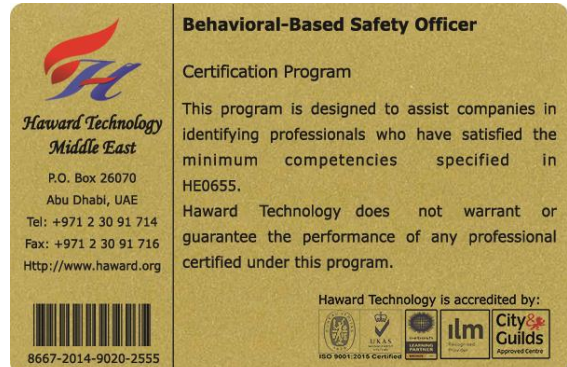 Haward Technology
Middle East
P.O. Box 26070
Abu Dhabi, UAE
Tel: +971 2 30 91 714
Fax: +971 2 30 91 716
Http://www.haward.org
8667-2014-9020-2555
Behavioral-Based Safety Officer
Certification Program
This program is designed to assist companies in
identifying professionals who have satisfied the
minimum competencies specified in
HE0655.
Haward Technology does not warrant or
guarantee the performance of any professional
certified under this program.
Haward Technology is accredited by:
UKAS
ISO 9001:2015 Certified
LEARNING
PARTNER
ilm
Recognised
Provider
City&
Guilds
Approved Centre